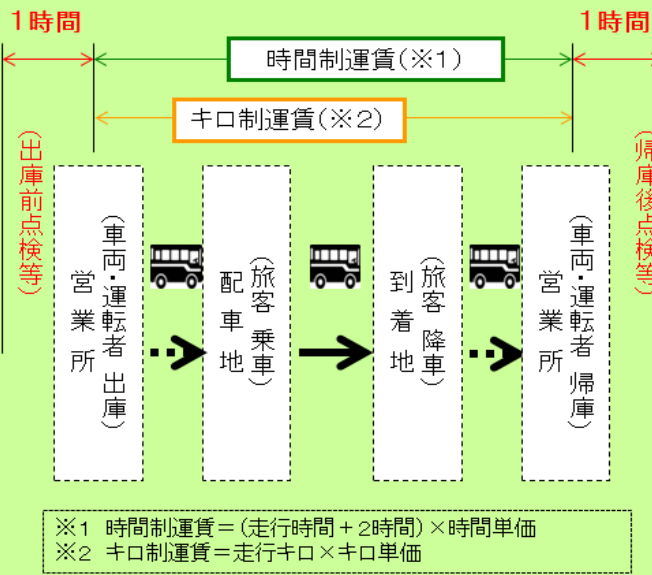 1時間
1時間
時間制運賃(※1)
キロ制運賃(※2)
(出庫前点検等)
営業所
(車両・運転者 出庫)
配車地
(旅客 乗車)
到着地
(旅客 降車)
営業所
(車両・運転者 帰庫)
(帰庫後点検等)
※1 時間制運賃=(走行時間+2時間)×時間単価
※2 キロ制運賃=走行キロ×キロ単価